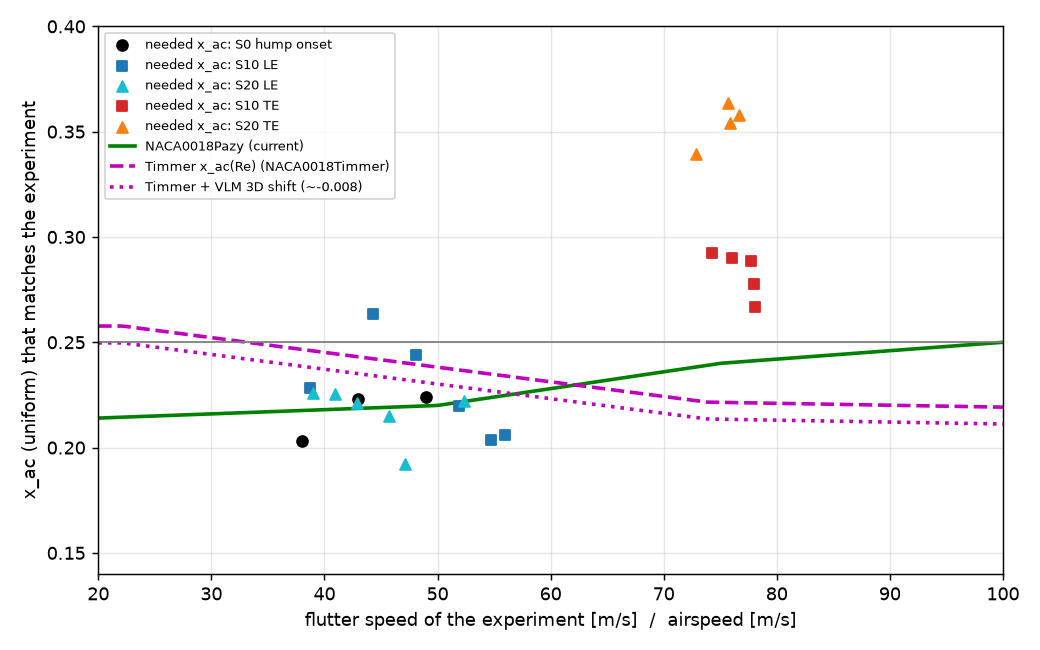 0.40
0.35
0.30
0.25
0.20
0.15
x_ac (uniform) that matches the experiment
needed x_ac: S0 hump onset
needed x_ac: S10 LE
needed x_ac: S20 LE
needed x_ac: S10 TE
needed x_ac: S20 TE
NACA0018Pazy (current)
Timmer x_ac(Re) (NACA0018Timmer)
Timmer + VLM 3D shift (~-0.008)
20 30 40 50 60 70 80 90 100
flutter speed of the experiment [m/s] / airspeed [m/s]